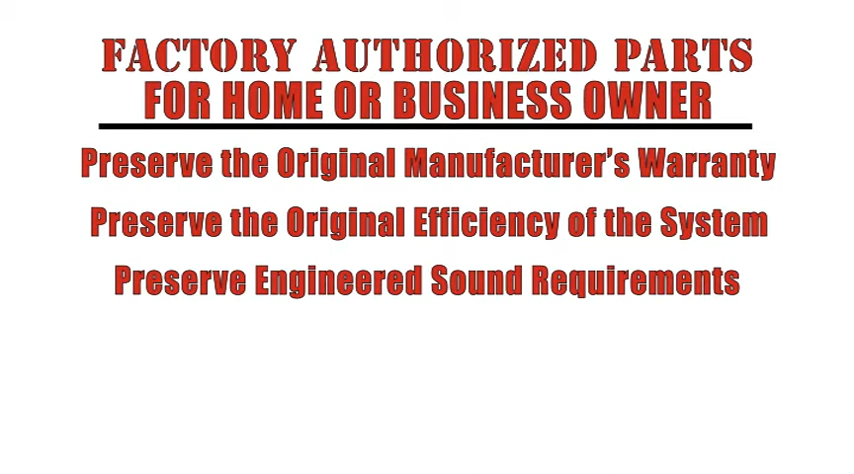 FACTORY AUTHORIZED PARTS
FOR HOME OR BUSINESS OWNER
Preserve the Original Manufacturer's Warranty
Preserve the Original Efficiency of the System
Preserve Engineered Sound Requirements